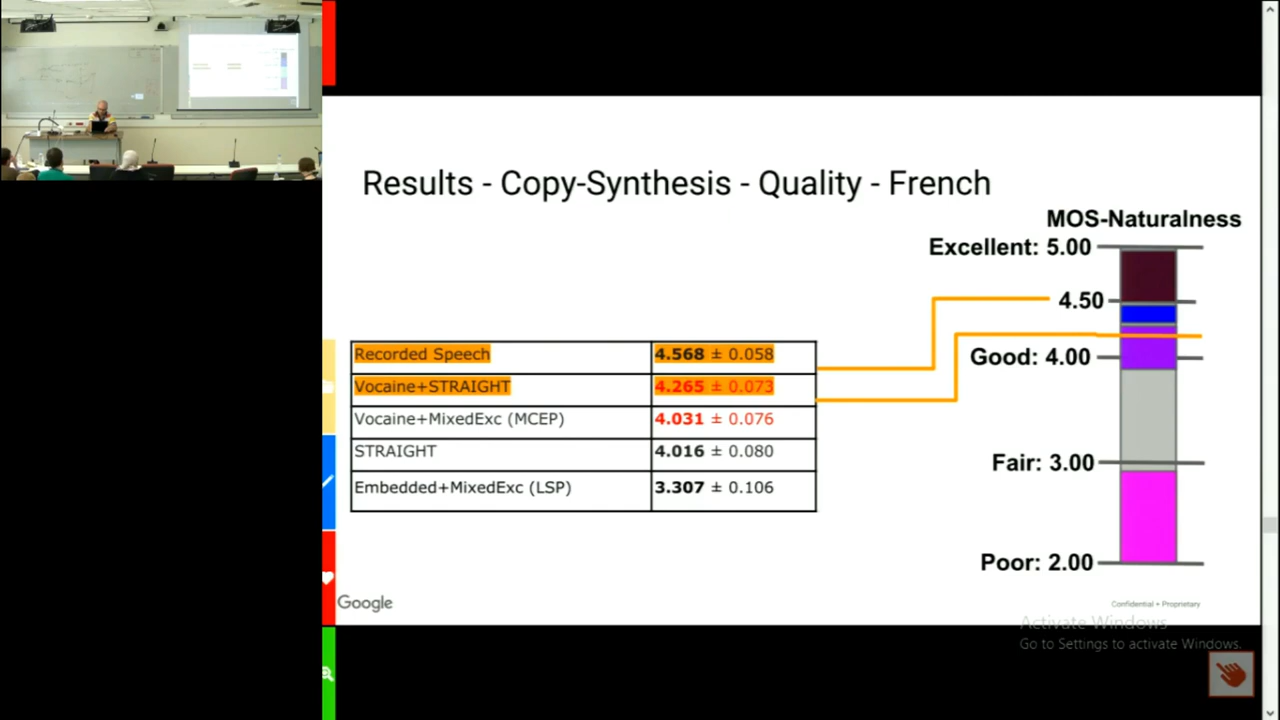 Results - Copy-Synthesis - Quality - French
MOS-Naturalness
Excellent: 5.00
4.50
Good: 4.00
Fair: 3.00
Poor: 2.00
Recorded Speech 4.568 ± 0.058
Vocaine+STRAIGHT 4.265 ± 0.073
Vocaine+MixedExc (MCEP) 4.031 ± 0.076
STRAIGHT 4.016 ± 0.080
Embedded+MixedExc (LSP) 3.307 ± 0.106
Google
Confidential + Proprietary
Activate Windows
Go to Settings to activate Windows.